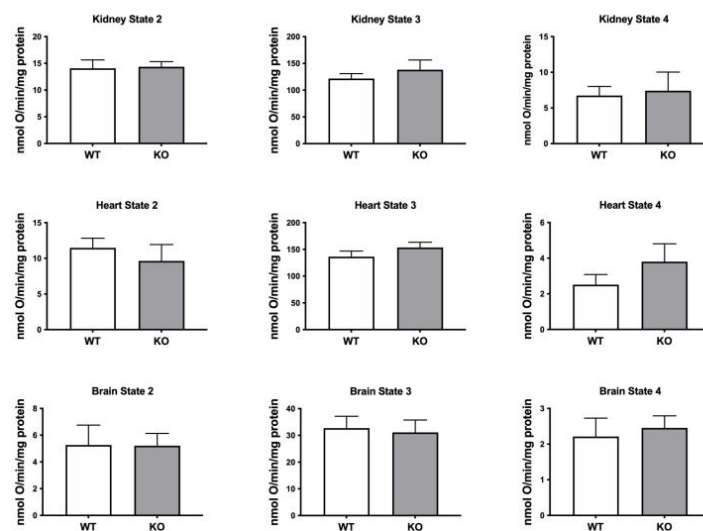 Kidney State 2
nmol O/min/mg protein
20
15
10
5
0
WT KO
Kidney State 3
nmol O/min/mg protein
200
150
100
50
0
WT KO
Kidney State 4
nmol O/min/mg protein
15
10
5
0
WT KO
Heart State 2
nmol O/min/mg protein
15
10
5
0
WT KO
Heart State 3
nmol O/min/mg protein
200
150
100
50
0
WT KO
Heart State 4
nmol O/min/mg protein
6
4
2
0
WT KO
Brain State 2
nmol O/min/mg protein
8
6
4
2
0
WT KO
Brain State 3
nmol O/min/mg protein
40
30
20
10
0
WT KO
Brain State 4
nmol O/min/mg protein
3
2
1
0
WT KO